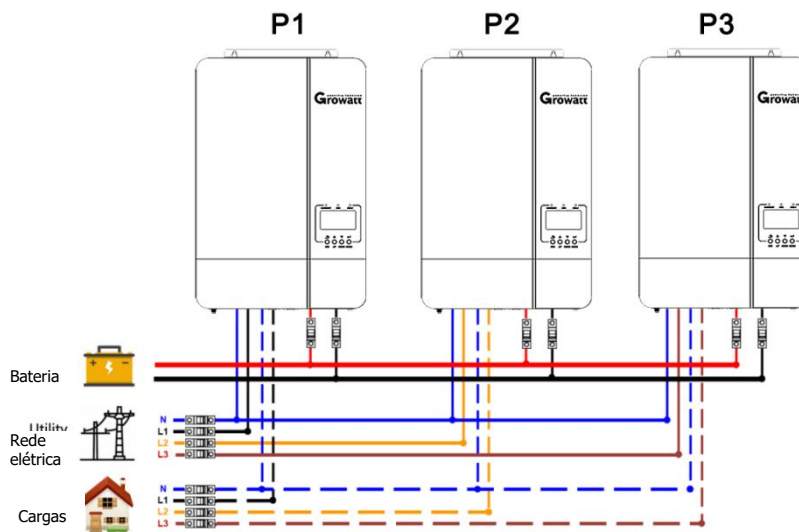 P1 P2 P3
Growatt Growatt Growatt
Bateria
Utility
Rede
elétrica
N
L1
L2
L3
Cargas
N
L1
L2
L3